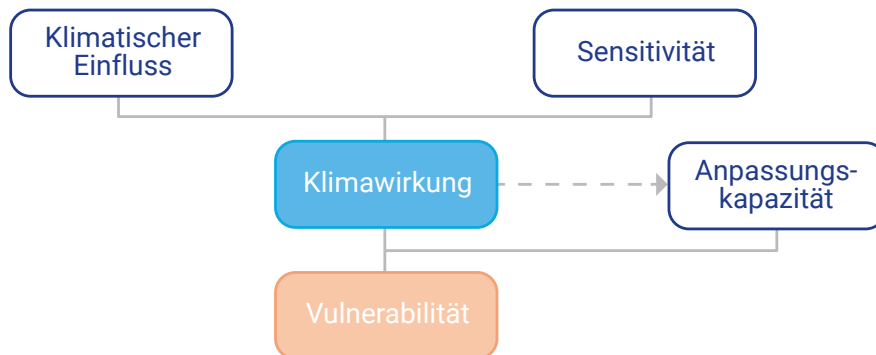 Klimatischer
Einfluss
Sensitivität
Klimawirkung
Anpassungs-
kapazität
Vulnerabilität